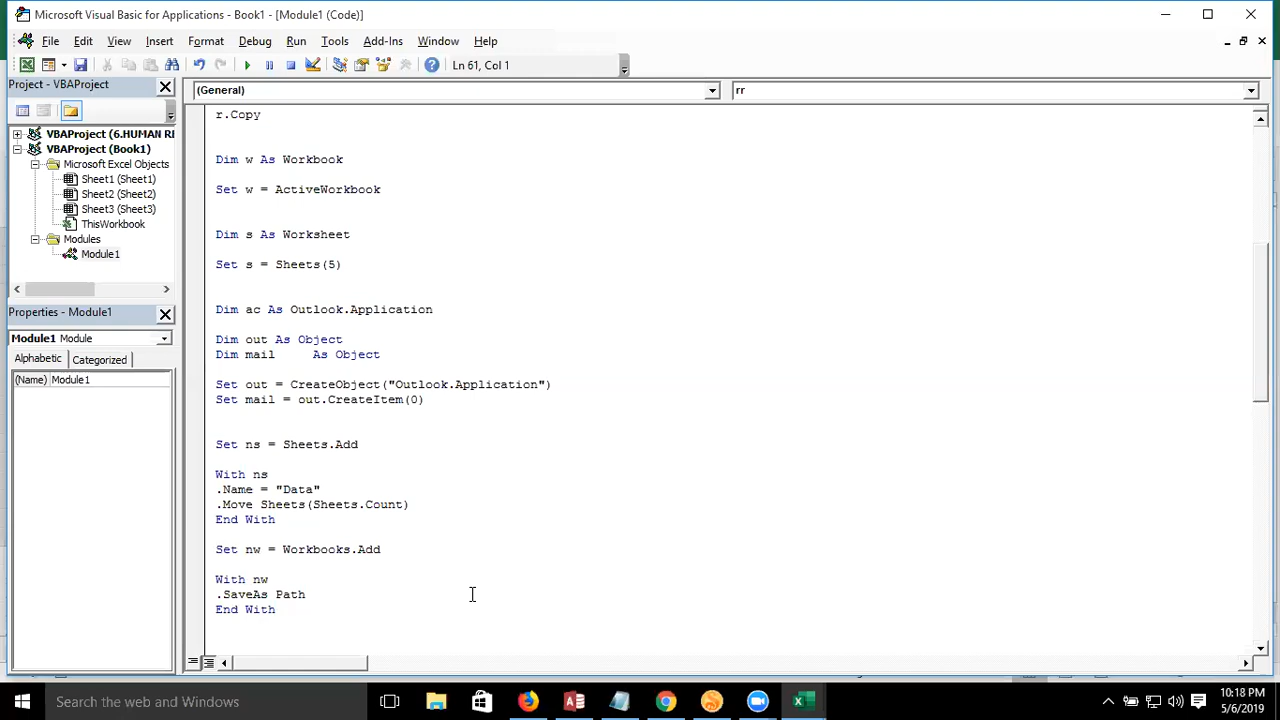 Microsoft Visual Basic for Applications - Book1 - [Module1 (Code)]
File Edit View Insert Format Debug Run Tools Add-Ins Window Help
Ln 61, Col 1
Project - VBAProject
(General) rr
VBAProject (6.HUMAN RE
VBAProject (Book1)
Microsoft Excel Objects
Sheet1 (Sheet1)
Sheet2 (Sheet2)
Sheet3 (Sheet3)
ThisWorkbook
Modules
Module1
Properties - Module1
Module1 Module
Alphabetic Categorized
(Name) Module1
r.Copy
Dim w As Workbook
Set w = ActiveWorkbook
Dim s As Worksheet
Set s = Sheets(5)
Dim ac As Outlook.Application
Dim out As Object
Dim mail As Object
Set out = CreateObject("Outlook.Application")
Set mail = out.CreateItem(0)
Set ns = Sheets.Add
With ns
.Name = "Data"
.Move Sheets(Sheets.Count)
End With
Set nw = Workbooks.Add
With nw
.SaveAs Path
End With
Search the web and Windows
10:18 PM
5/6/2019